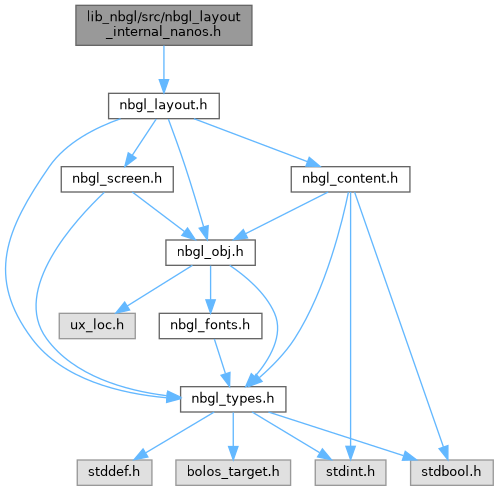 lib_nbgl/src/nbgl_layout
_internal_nanos.h
nbgl_layout.h
nbgl_screen.h
nbgl_content.h
nbgl_obj.h
ux_loc.h
nbgl_fonts.h
nbgl_types.h
stddef.h
bolos_target.h
stdint.h
stdbool.h